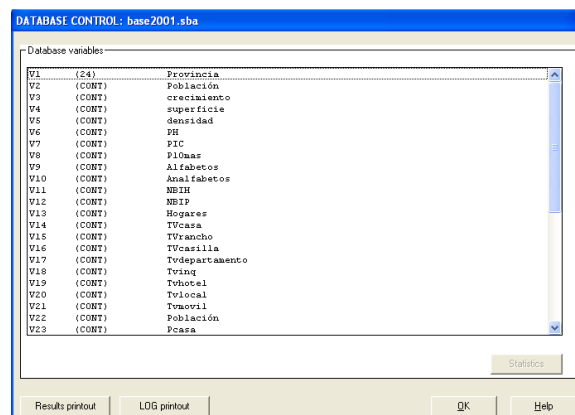 DATABASE CONTROL: base2001.sba
Database variables
V1 (24) Provincia
V2 (CONT) Población
V3 (CONT) crecimiento
V4 (CONT) superficie
V5 (CONT) densidad
V6 (CONT) PH
V7 (CONT) PIC
V8 (CONT) P10mas
V9 (CONT) Alfabetos
V10 (CONT) Analfabetos
V11 (CONT) NBIH
V12 (CONT) NBIP
V13 (CONT) Hogares
V14 (CONT) TVcasa
V15 (CONT) TVrancho
V16 (CONT) TVcasilla
V17 (CONT) Tvdepartamento
V18 (CONT) Tvinq
V19 (CONT) Tvhotel
V20 (CONT) Tvlocal
V21 (CONT) Tvmovil
V22 (CONT) Población
V23 (CONT) Pcasa
Statistics
Results printout LOG printout OK Help